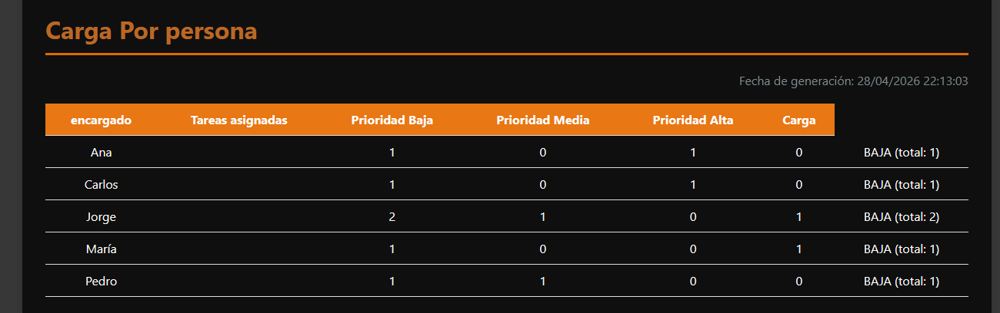 Carga Por persona
Fecha de generación: 28/04/2026 22:13:03
encargado Tareas asignadas Prioridad Baja Prioridad Media Prioridad Alta Carga
Ana 1 0 1 0 BAJA (total: 1)
Carlos 1 0 1 0 BAJA (total: 1)
Jorge 2 1 0 1 BAJA (total: 2)
María 1 0 0 1 BAJA (total: 1)
Pedro 1 1 0 0 BAJA (total: 1)